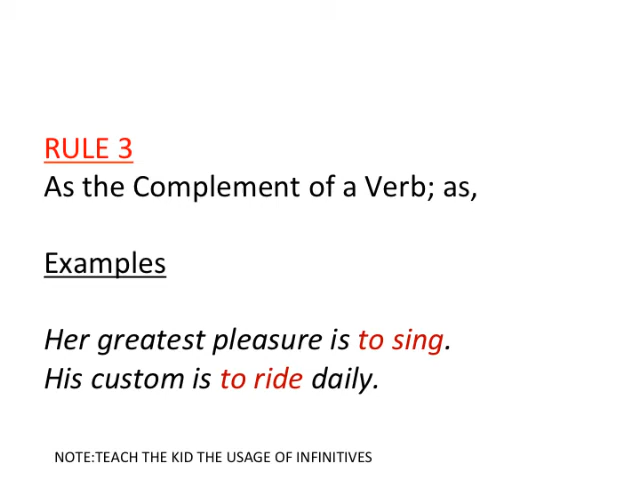 RULE 3
As the Complement of a Verb; as,
Examples
Her greatest pleasure is to sing.
His custom is to ride daily.
NOTE:TEACH THE KID THE USAGE OF INFINITIVES